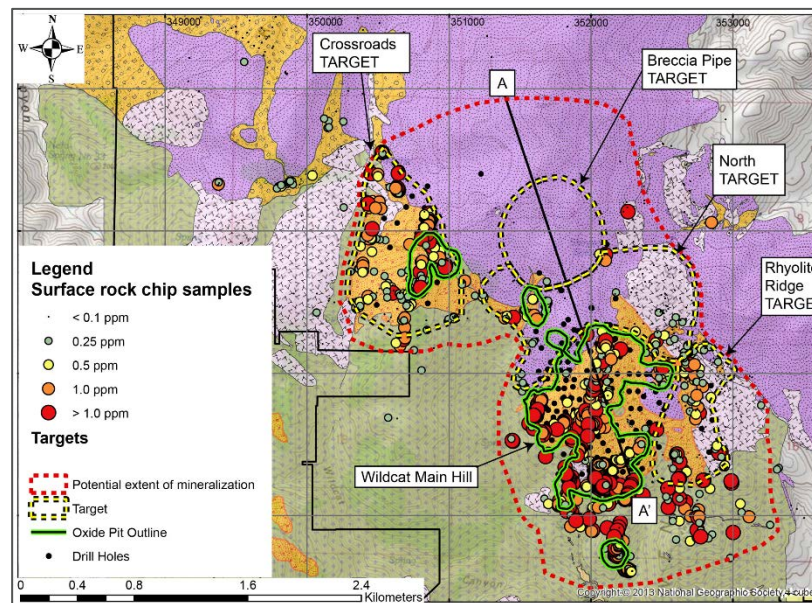 349000 350000 351000 352000 353000
N
W E
S
Crossroads
TARGET
A
Breccia Pipe
TARGET
North
TARGET
Rhyolite
Ridge
TARGE
Legend
Surface rock chip samples
< 0.1 ppm
0.25 ppm
0.5 ppm
1.0 ppm
> 1.0 ppm
Targets
Potential extent of mineralization
Target
Oxide Pit Outline
Drill Holes
Wildcat Main Hill
A'
Canyon
0 0.4 0.8 1.6 2.4
Kilometers
Copyright:© 2013 National Geographic Society